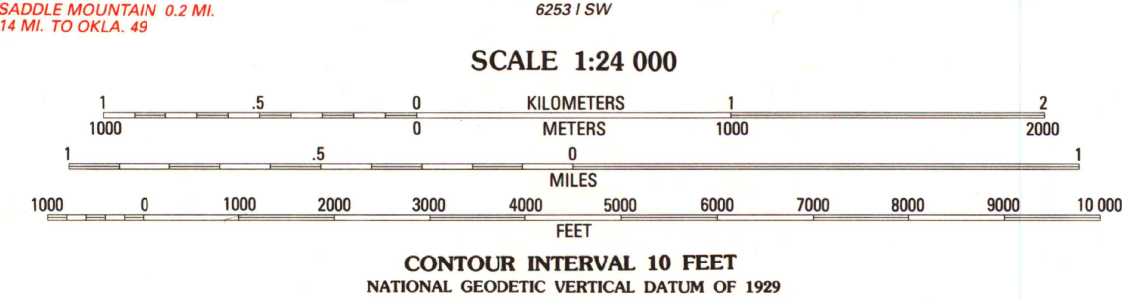 SADDLE MOUNTAIN 0.2 MI.
14 MI. TO OKLA. 49
6253 I SW
SCALE 1:24 000
1 .5 0 KILOMETERS 1 2
1000 0 METERS 1000 2000
1 .5 0 1
MILES
1000 0 1000 2000 3000 4000 5000 6000 7000 8000 9000 10 000
FEET
CONTOUR INTERVAL 10 FEET
NATIONAL GEODETIC VERTICAL DATUM OF 1929